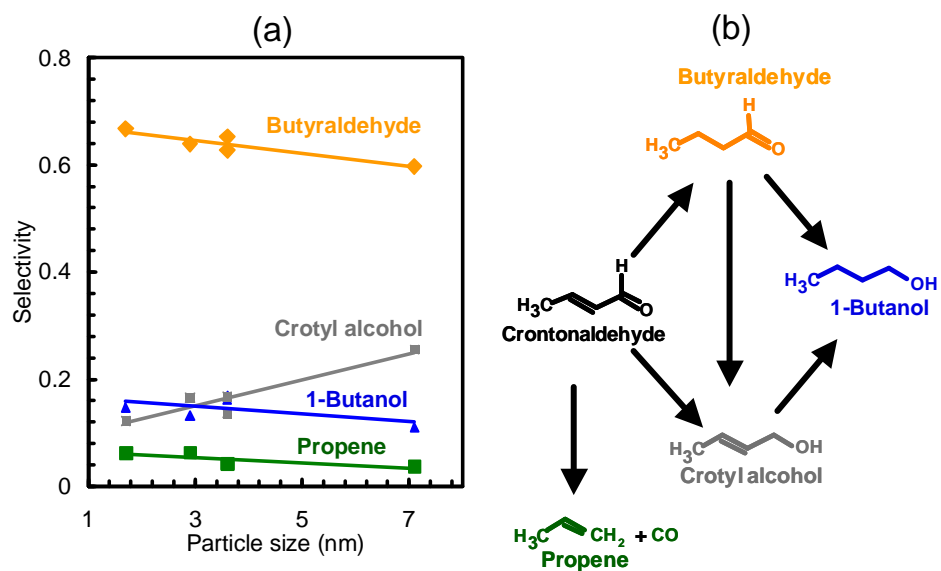 (a)
0.8
0.6
0.4
0.2
0
Selectivity
Butyraldehyde
Crotyl alcohol
1-Butanol
Propene
1
3
5
7
Particle size (nm)
(b)
Butyraldehyde
H
H₃C
O
H
H₃C
O
Crontonaldehyde
H₃C
OH
1-Butanol
H₃C
OH
Crotyl alcohol
H₃C
CH₂ + CO
Propene